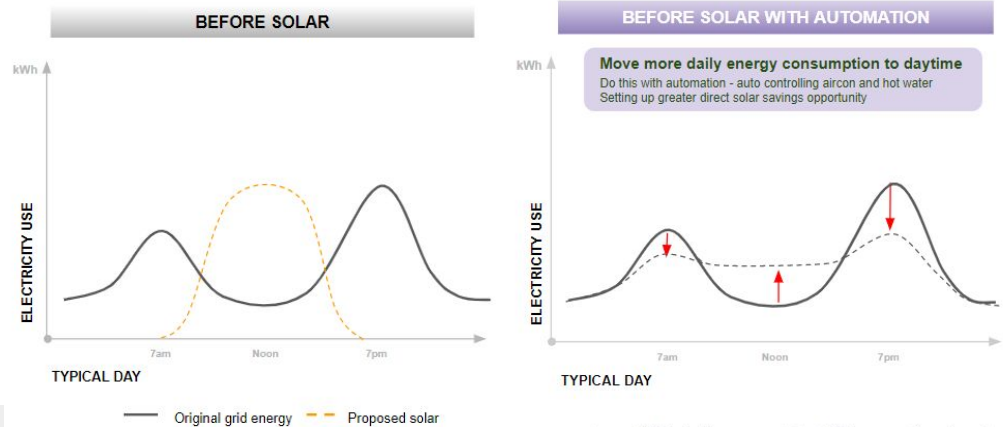 BEFORE SOLAR
kWh
ELECTRICITY USE
7am Noon 7pm
TYPICAL DAY
Original grid energy Proposed solar
BEFORE SOLAR WITH AUTOMATION
kWh
Move more daily energy consumption to daytime
Do this with automation - auto controlling aircon and hot water
Setting up greater direct solar savings opportunity
ELECTRICITY USE
7am Noon 7pm
TYPICAL DAY